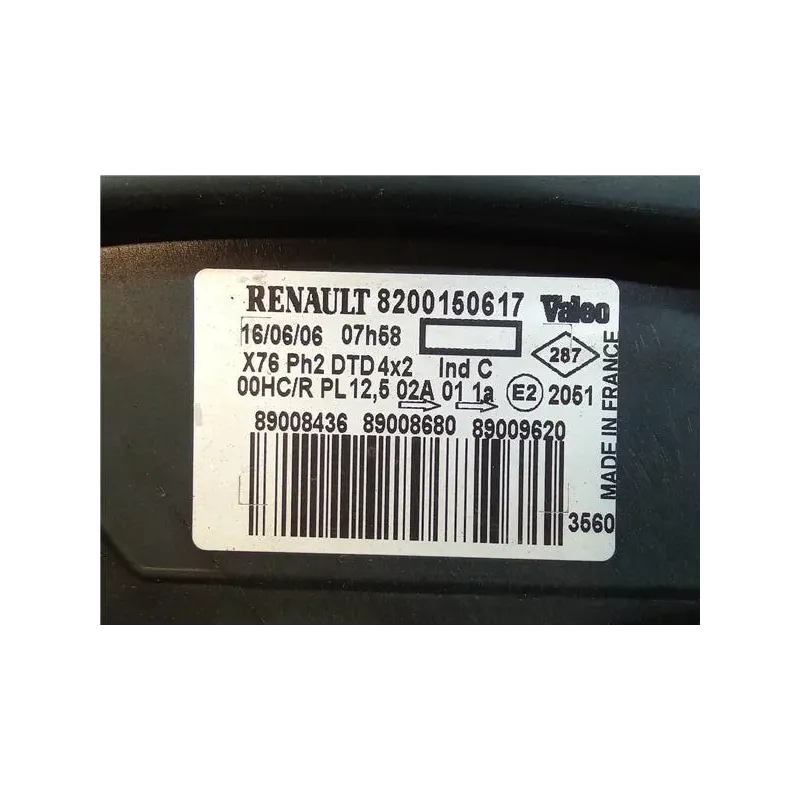 RENAULT 8200150617 Valeo
16/06/06 07h58
287
X76 Ph2 DTD 4x2 Ind C
00HC/R PL 12,5 02A 01 1a E2 2051
89008436 89008680 89009620
3560
MADE IN FRANCE